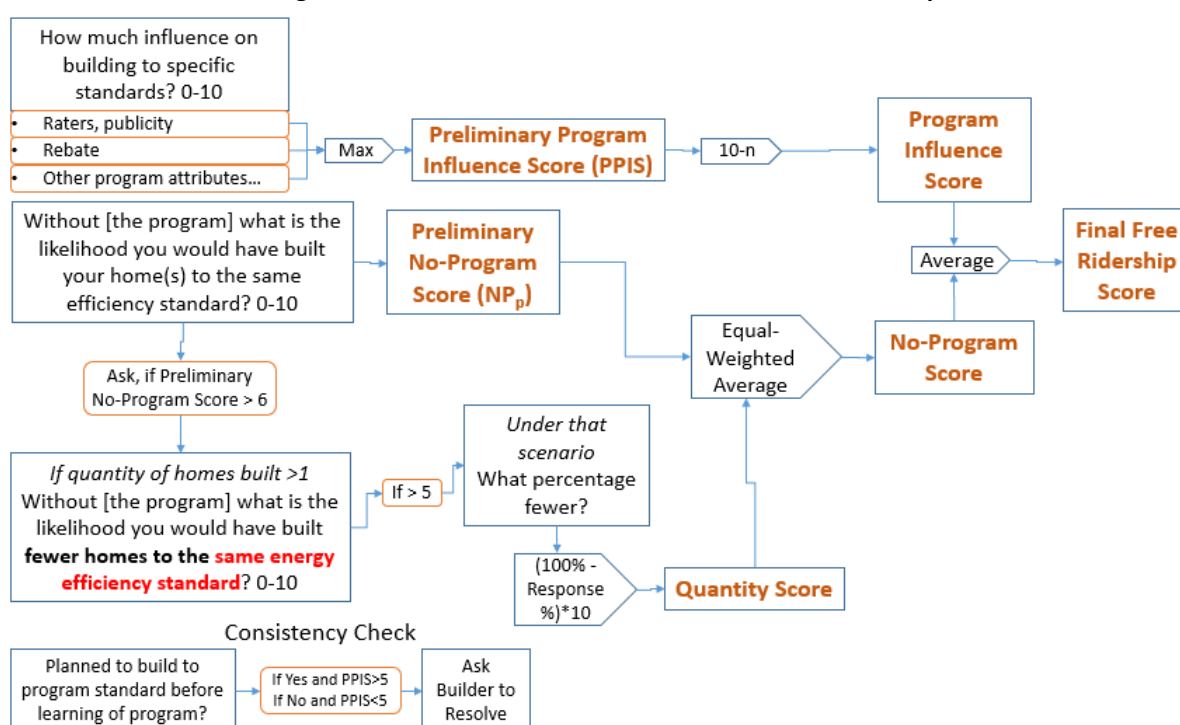 How much influence on
building to specific
standards? 0-10
• Raters, publicity
• Rebate
• Other program attributes...
Max
Preliminary Program
Influence Score (PPIS)
10-n
Program
Influence
Score
Without [the program] what is the
likelihood you would have built
your home(s) to the same
efficiency standard? 0-10
Preliminary
No-Program
Score (NPp)
Average
Final Free
Ridership
Score
Equal-
Weighted
Average
No-Program
Score
Ask, if Preliminary
No-Program Score > 6
If quantity of homes built >1
Without [the program] what is the
likelihood you would have built
fewer homes to the same energy
efficiency standard? 0-10
If > 5
Under that
scenario
What percentage
fewer?
(100% -
Response
%)*10
Quantity Score
Consistency Check
Planned to build to
program standard before
learning of program?
If Yes and PPIS>5
If No and PPIS<5
Ask
Builder to
Resolve